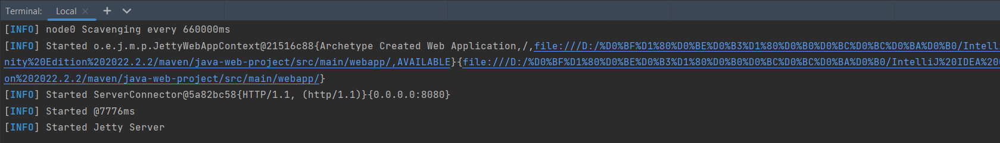 Terminal: Local × + ⌄
[INFO] node0 Scavenging every 660000ms
[INFO] Started o.e.j.m.p.JettyWebAppContext@21516c88{Archetype Created Web Application,/,file:///D:/%D0%BF%D1%80%D0%BE%D0%B3%D1%80%D0%B0%D0%BC%D0%BC%D0%BA%D0%B0/Intelli
nity%20Edition%202022.2.2/maven/java-web-project/src/main/webapp/,AVAILABLE}{file:///D:/%D0%BF%D1%80%D0%BE%D0%B3%D1%80%D0%B0%D0%BC%D0%BC%D0%BA%D0%B0/IntelliJ%20IDEA%20
on%202022.2.2/maven/java-web-project/src/main/webapp/}
[INFO] Started ServerConnector@5a82bc58{HTTP/1.1, (http/1.1)}{0.0.0.0:8080}
[INFO] Started @7776ms
[INFO] Started Jetty Server